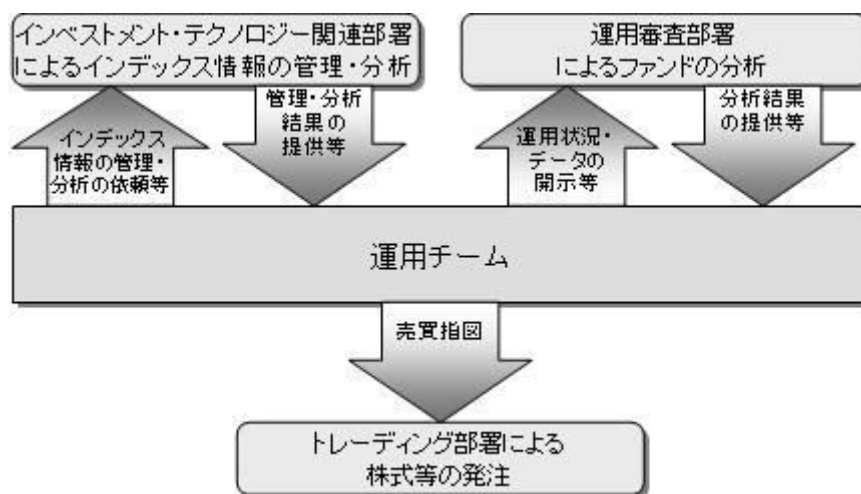 インベストメント・テクノロジー関連部署
によるインデックス情報の管理・分析
運用審査部署
によるファンドの分析
インデックス
情報の管理・
分析の依頼等
管理・分析
結果の
提供等
運用状況・
データの
開示等
分析結果
の提供等
運用チーム
売買指図
トレーディング部署による
株式等の発注